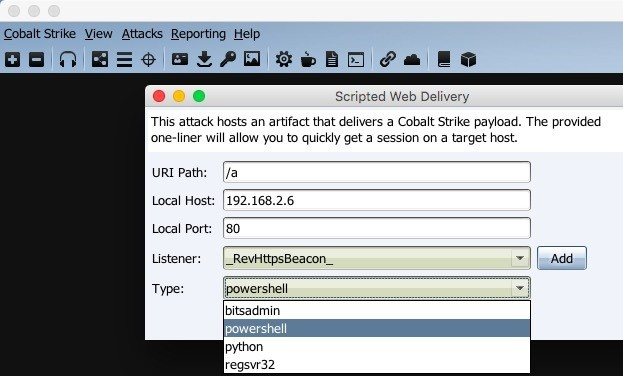 Cobalt Strike View Attacks Reporting Help
Scripted Web Delivery
This attack hosts an artifact that delivers a Cobalt Strike payload. The provided
one-liner will allow you to quickly get a session on a target host.
URI Path: /a
Local Host: 192.168.2.6
Local Port: 80
Listener: _RevHttpsBeacon_ Add
Type: powershell
bitsadmin
powershell
python
regsvr32